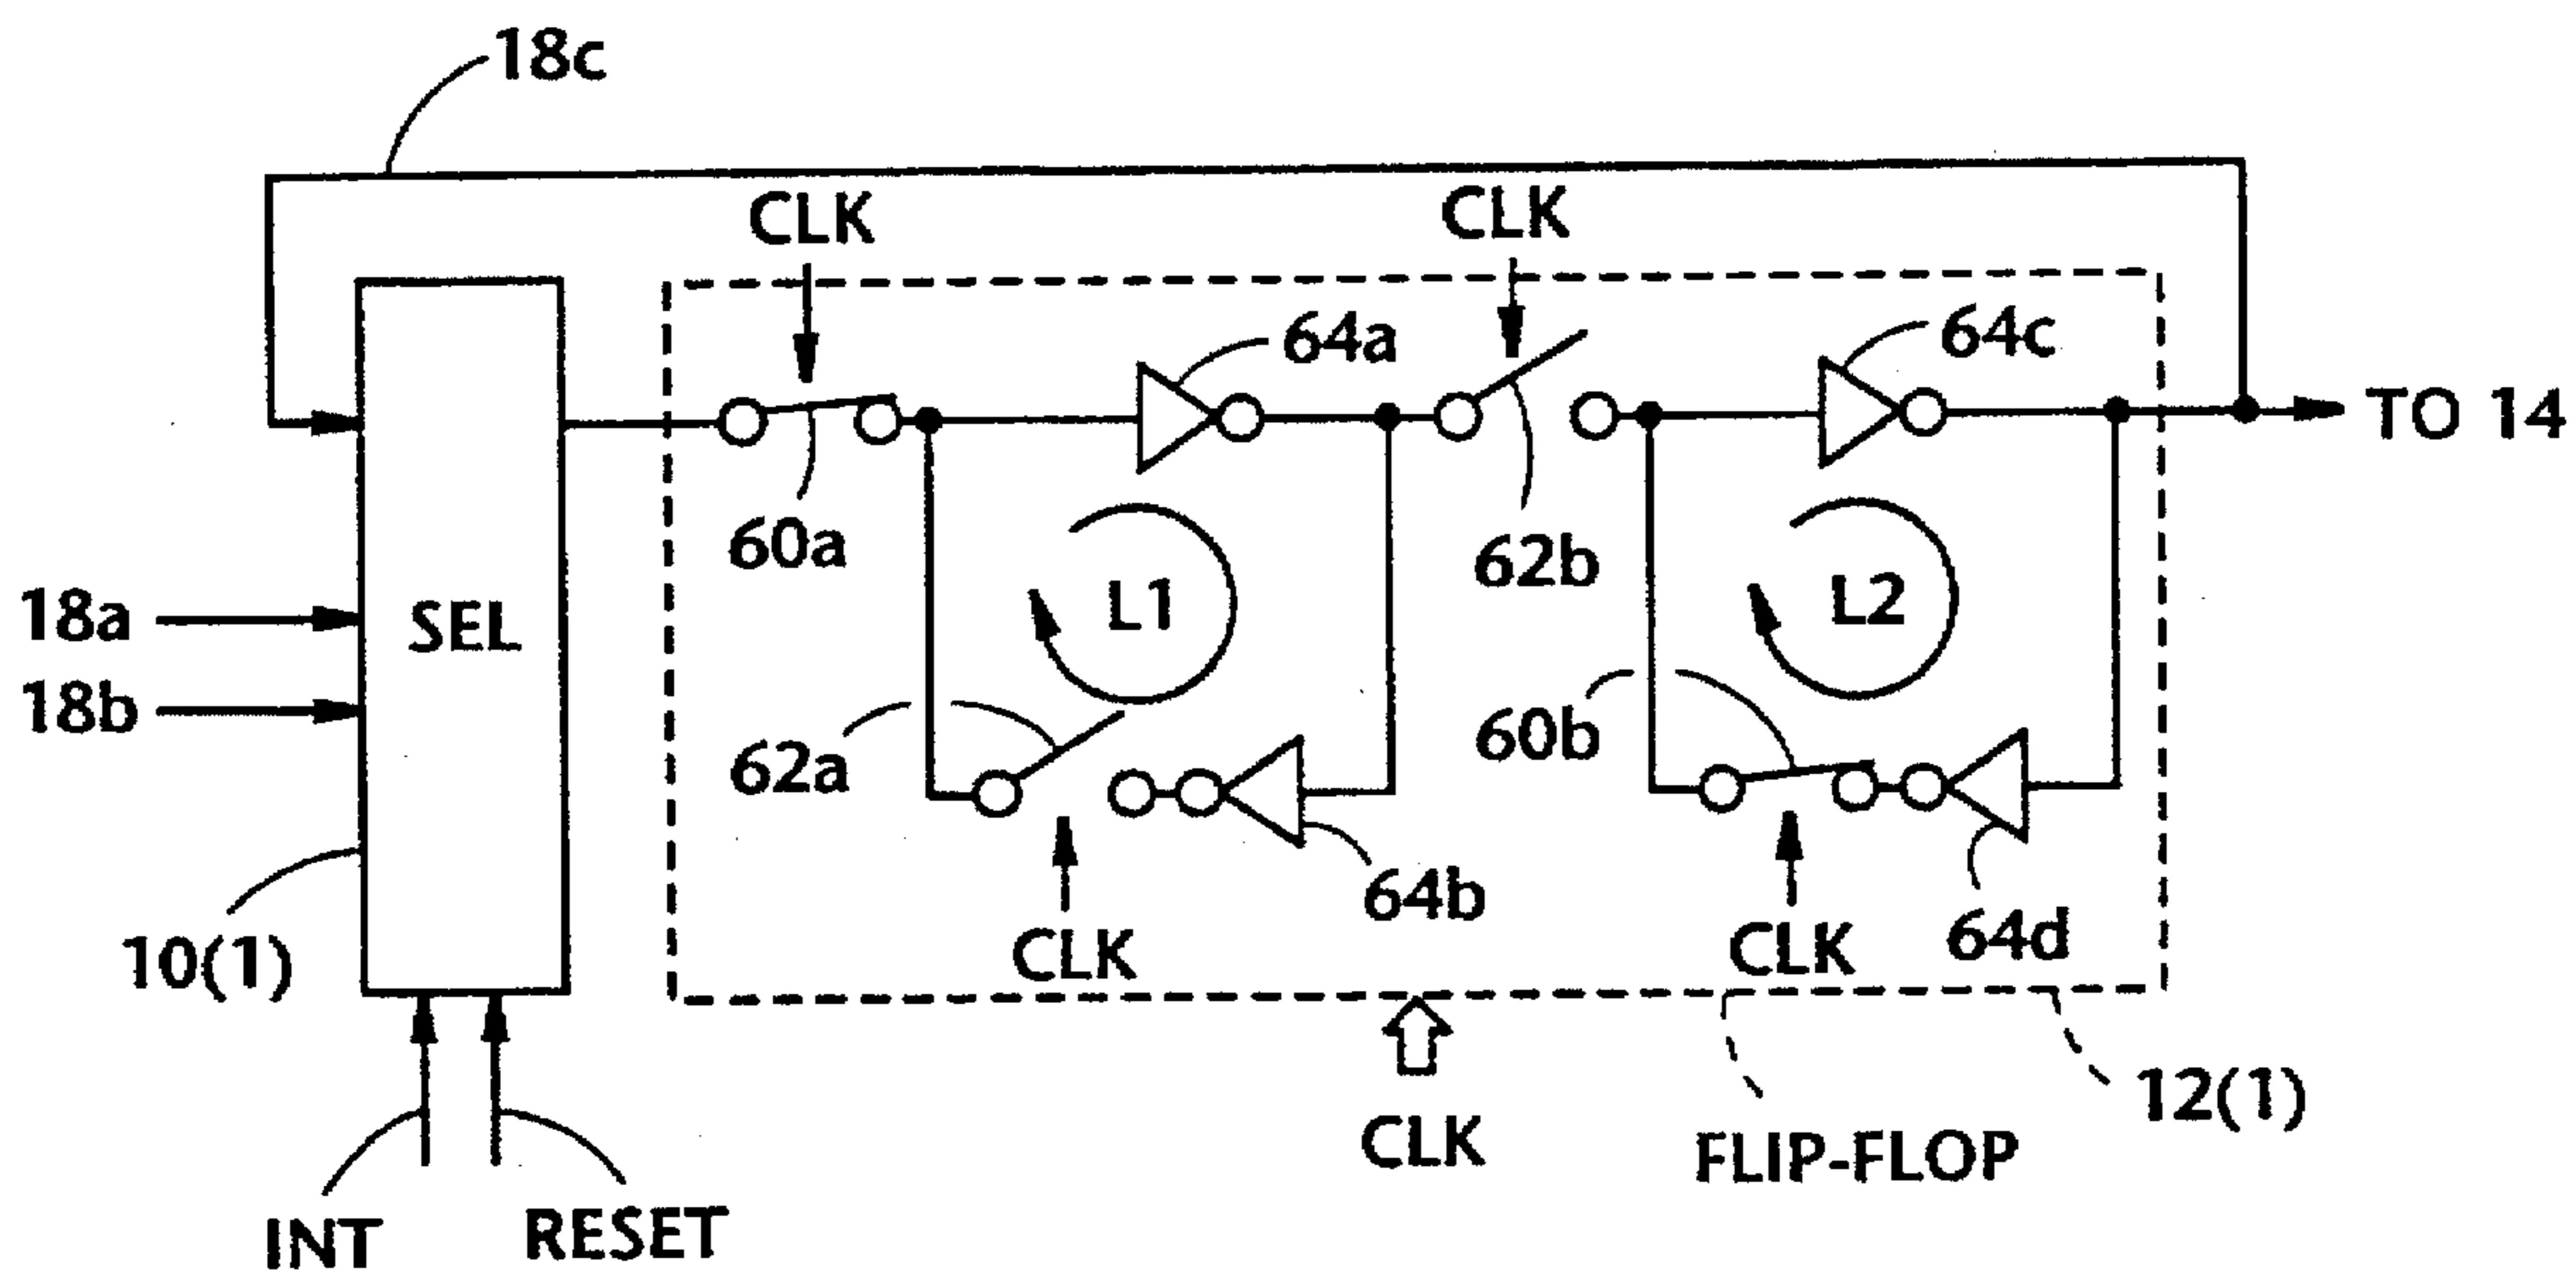 18c
CLK
CLK
64a
64c
TO 14
60a
62b
18a
SEL
L1
L2
18b
62a
60b
64b
64d
10(1)
CLK
CLK
CLK
12(1)
FLIP-FLOP
INT
RESET